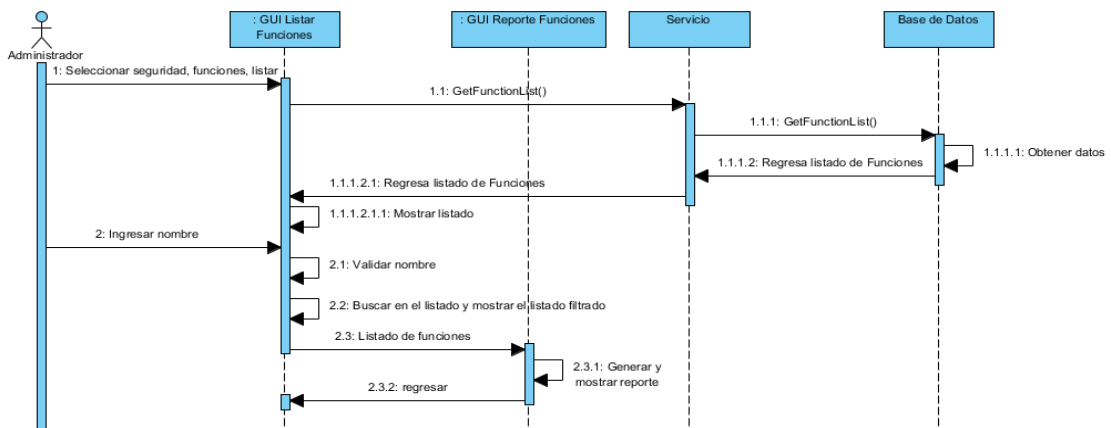 : GUI Listar
Funciones
: GUI Reporte Funciones
Servicio
Base de Datos
Administrador
1: Seleccionar seguridad, funciones, listar
1.1: GetFunctionList()
1.1.1: GetFunctionList()
1.1.1.1: Obtener datos
1.1.1.2: Regresa listado de Funciones
1.1.1.2.1: Regresa listado de Funciones
1.1.1.2.1.1: Mostrar listado
2: Ingresar nombre
2.1: Validar nombre
2.2: Buscar en el listado y mostrar el listado filtrado
2.3: Listado de funciones
2.3.1: Generar y
mostrar reporte
2.3.2: regresar